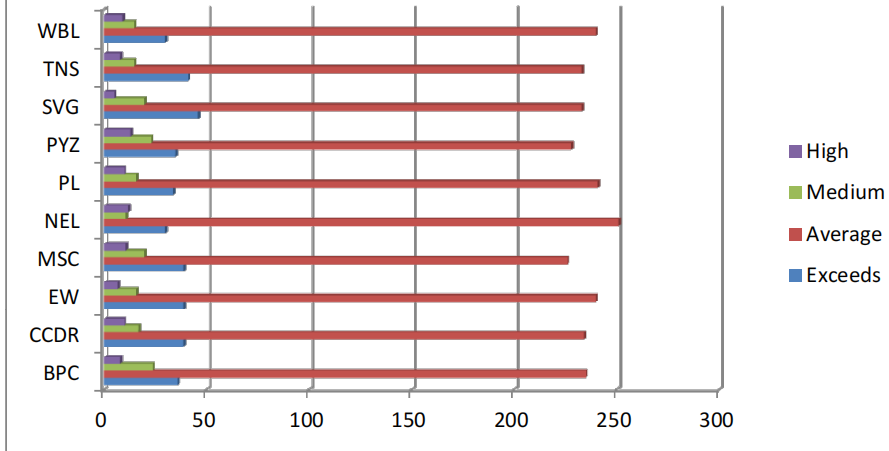 WBL
TNS
SVG
PYZ
PL
NEL
MSC
EW
CCDR
BPC
0 50 100 150 200 250 300
High
Medium
Average
Exceeds